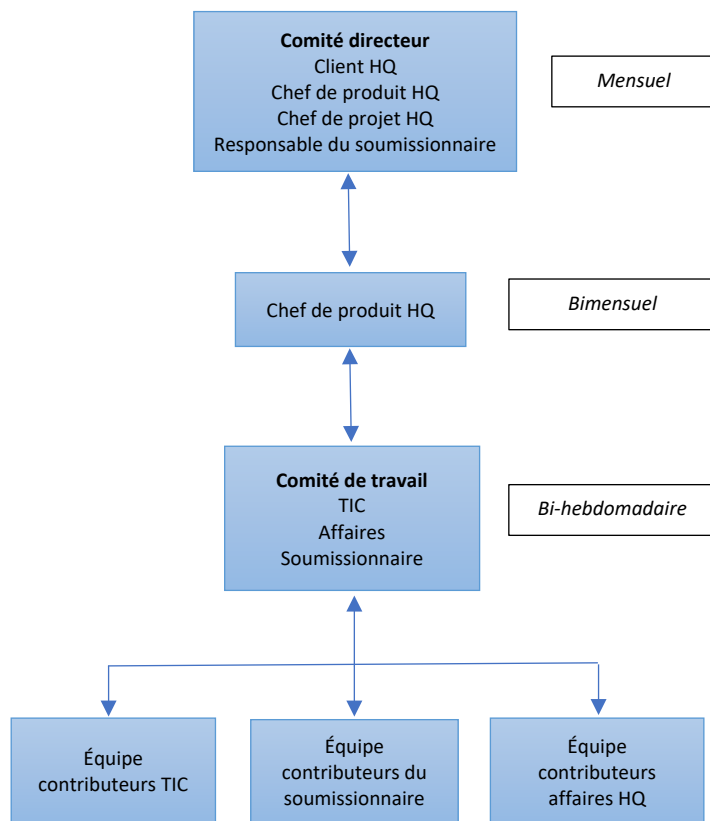 Comité directeur
Client HQ
Chef de produit HQ
Chef de projet HQ
Responsable du soumissionnaire
Mensuel
Chef de produit HQ
Bimensuel
Comité de travail
TIC
Affaires
Soumissionnaire
Bi-hebdomadaire
Équipe
contributeurs TIC
Équipe
contributeurs du
soumissionnaire
Équipe
contributeurs
affaires HQ